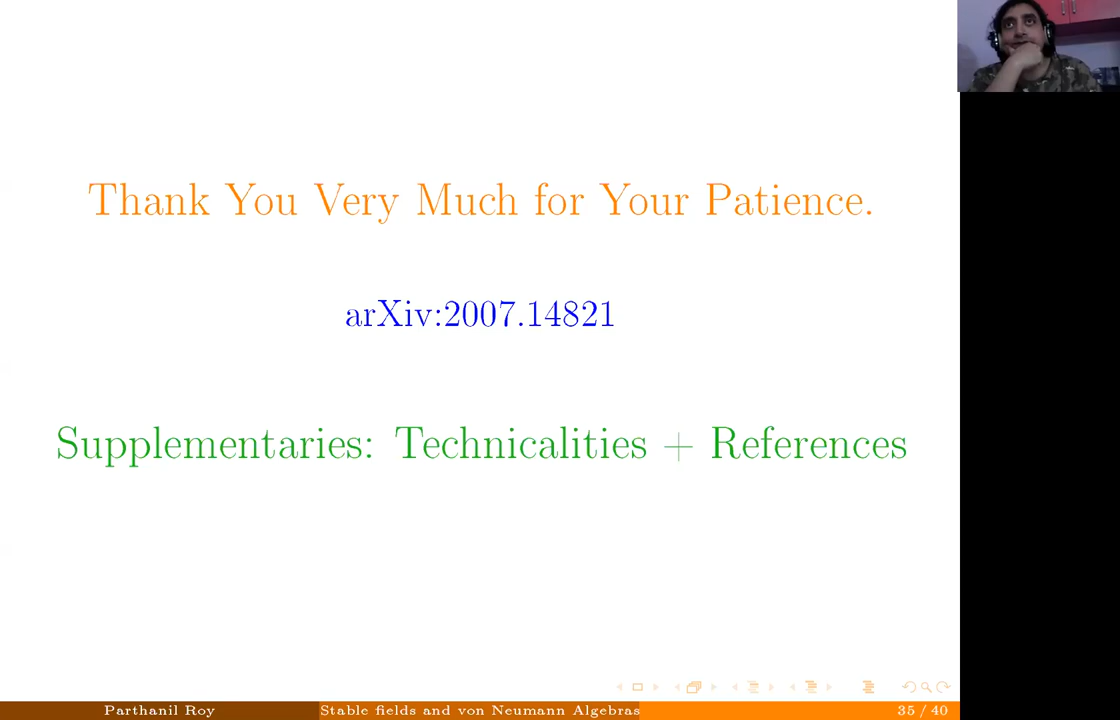 Thank You Very Much for Your Patience.
arXiv:2007.14821
Supplementaries: Technicalities + References
Parthanil Roy
Stable fields and von Neumann Algebras
35 / 40